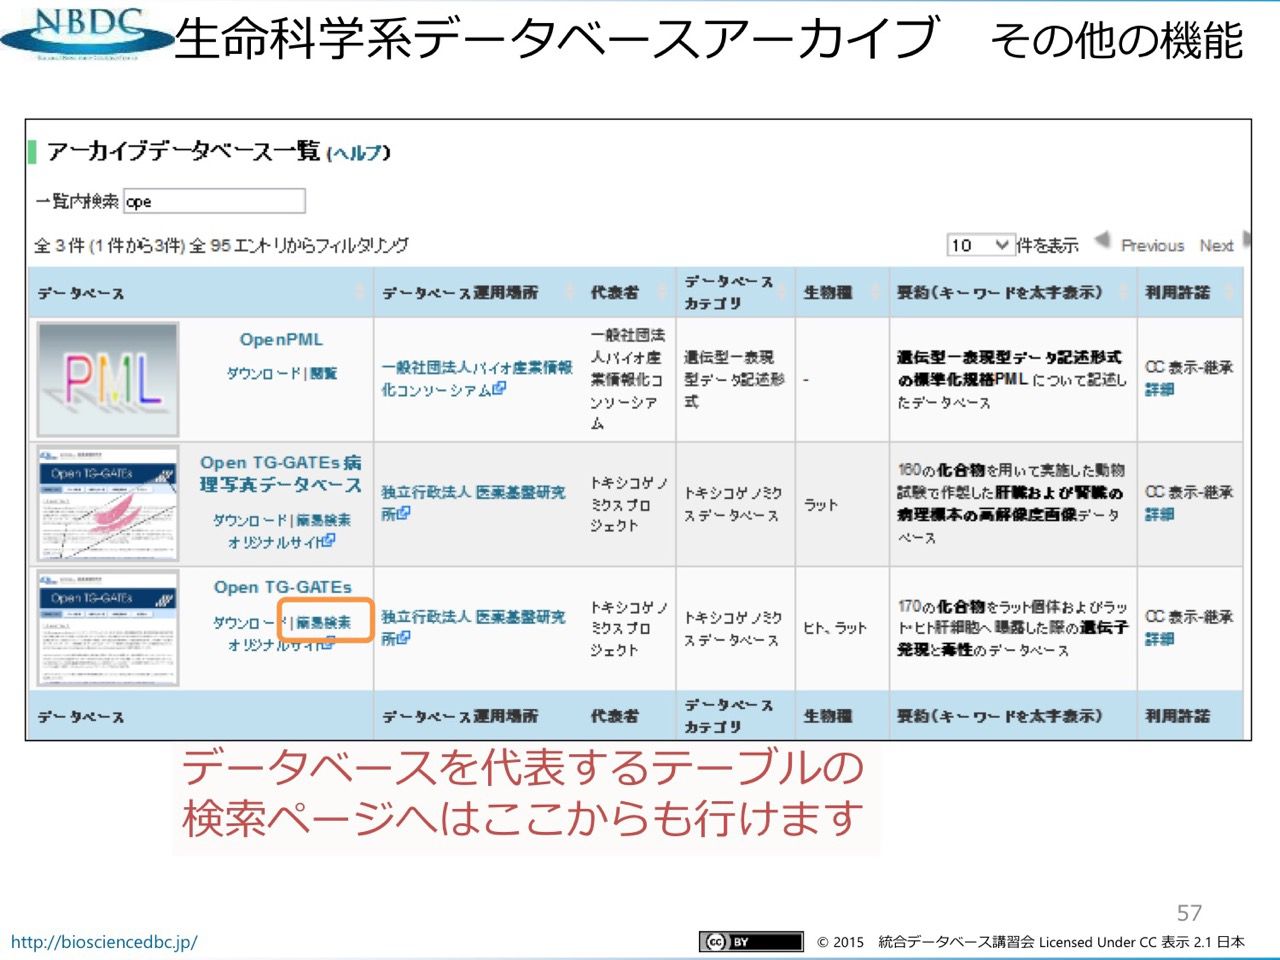 NBDC
生命科学系データベースアーカイブ その他の機能
アーカイブデータベース一覧 (ヘルプ)
一覧内検索 ope
全 3 件 (1 件から3件) 全 95 エントリからフィルタリング
10 件を表示 Previous Next
データベース データベース運用場所 代表者 データベースカテゴリ 生物種 要約(キーワードを太字表示) 利用許諾
PML
OpenPML
ダウンロード | 閲覧
一般社団法人バイオ産業情報
化コンソーシアム
一般社団法
人バイオ産
業情報化コ
ンソーシア
ム
遺伝型ー表現
型データ記述形
式
-
遺伝型ー表現型データ記述形式
の標準化規格PML について記述し
たデータベース
CC 表示-継承
詳細
Open TG-GATEs
Open TG-GATEs 病
理写真データベース
ダウンロード | 簡易検索
オリジナルサイト
独立行政法人 医薬基盤研究
所
トキシコゲノ
ミクスプロ
ジェクト
トキシコゲノミク
スデータベース
ラット
160の化合物を用いて実施した動物
試験で作製した肝臓および腎臓の
病理標本の高解像度画像データ
ベース
CC 表示-継承
詳細
Open TG-GATEs
Open TG-GATEs
ダウンロード | 簡易検索
オリジナルサイト
独立行政法人 医薬基盤研究
所
トキシコゲノ
ミクスプロ
ジェクト
トキシコゲノミク
スデータベース
ヒト、ラット
170の化合物をラット個体およびラッ
ト・ヒト肝細胞へ曝露した際の遺伝子
発現と毒性のデータベース
CC 表示-継承
詳細
データベース データベース運用場所 代表者 データベースカテゴリ 生物種 要約(キーワードを太字表示) 利用許諾
データベースを代表するテーブルの
検索ページへはここからも行けます
57
http://biosciencedbc.jp/
cc BY
© 2015 統合データベース講習会 Licensed Under CC 表示 2.1 日本